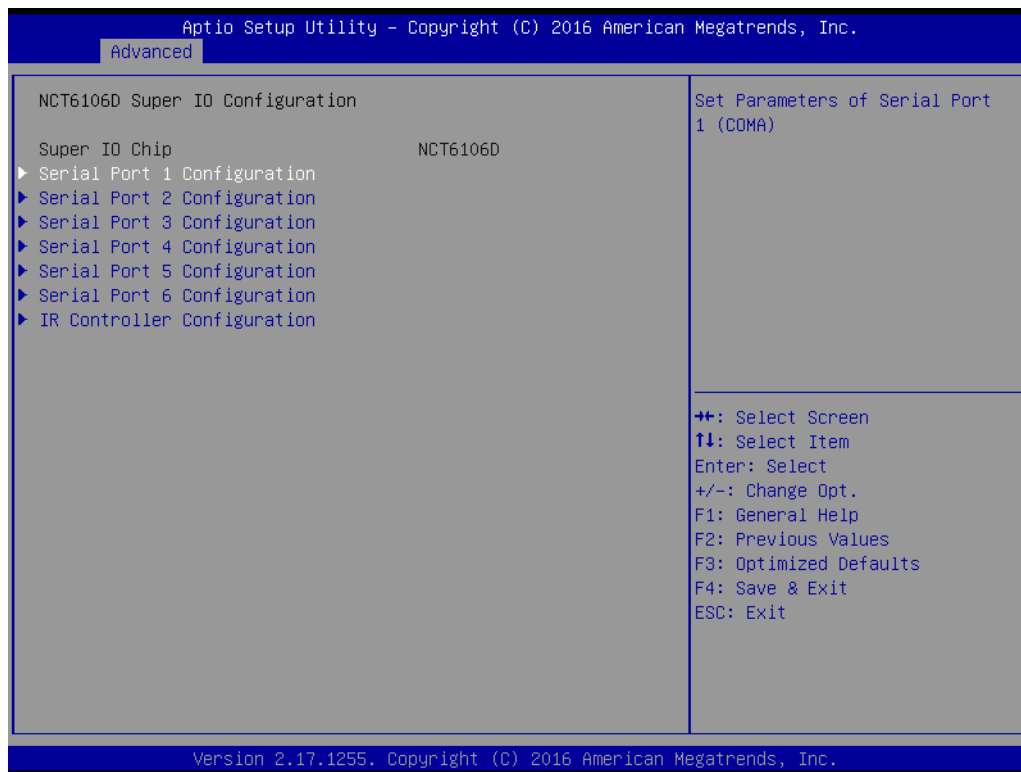 Aptio Setup Utility – Copyright (C) 2016 American Megatrends, Inc.
Advanced
NCT6106D Super IO Configuration
Super IO Chip NCT6106D
Serial Port 1 Configuration
Serial Port 2 Configuration
Serial Port 3 Configuration
Serial Port 4 Configuration
Serial Port 5 Configuration
Serial Port 6 Configuration
IR Controller Configuration
Set Parameters of Serial Port
1 (COMA)
→←: Select Screen
↑↓: Select Item
Enter: Select
+/-: Change Opt.
F1: General Help
F2: Previous Values
F3: Optimized Defaults
F4: Save & Exit
ESC: Exit
Version 2.17.1255. Copyright (C) 2016 American Megatrends, Inc.